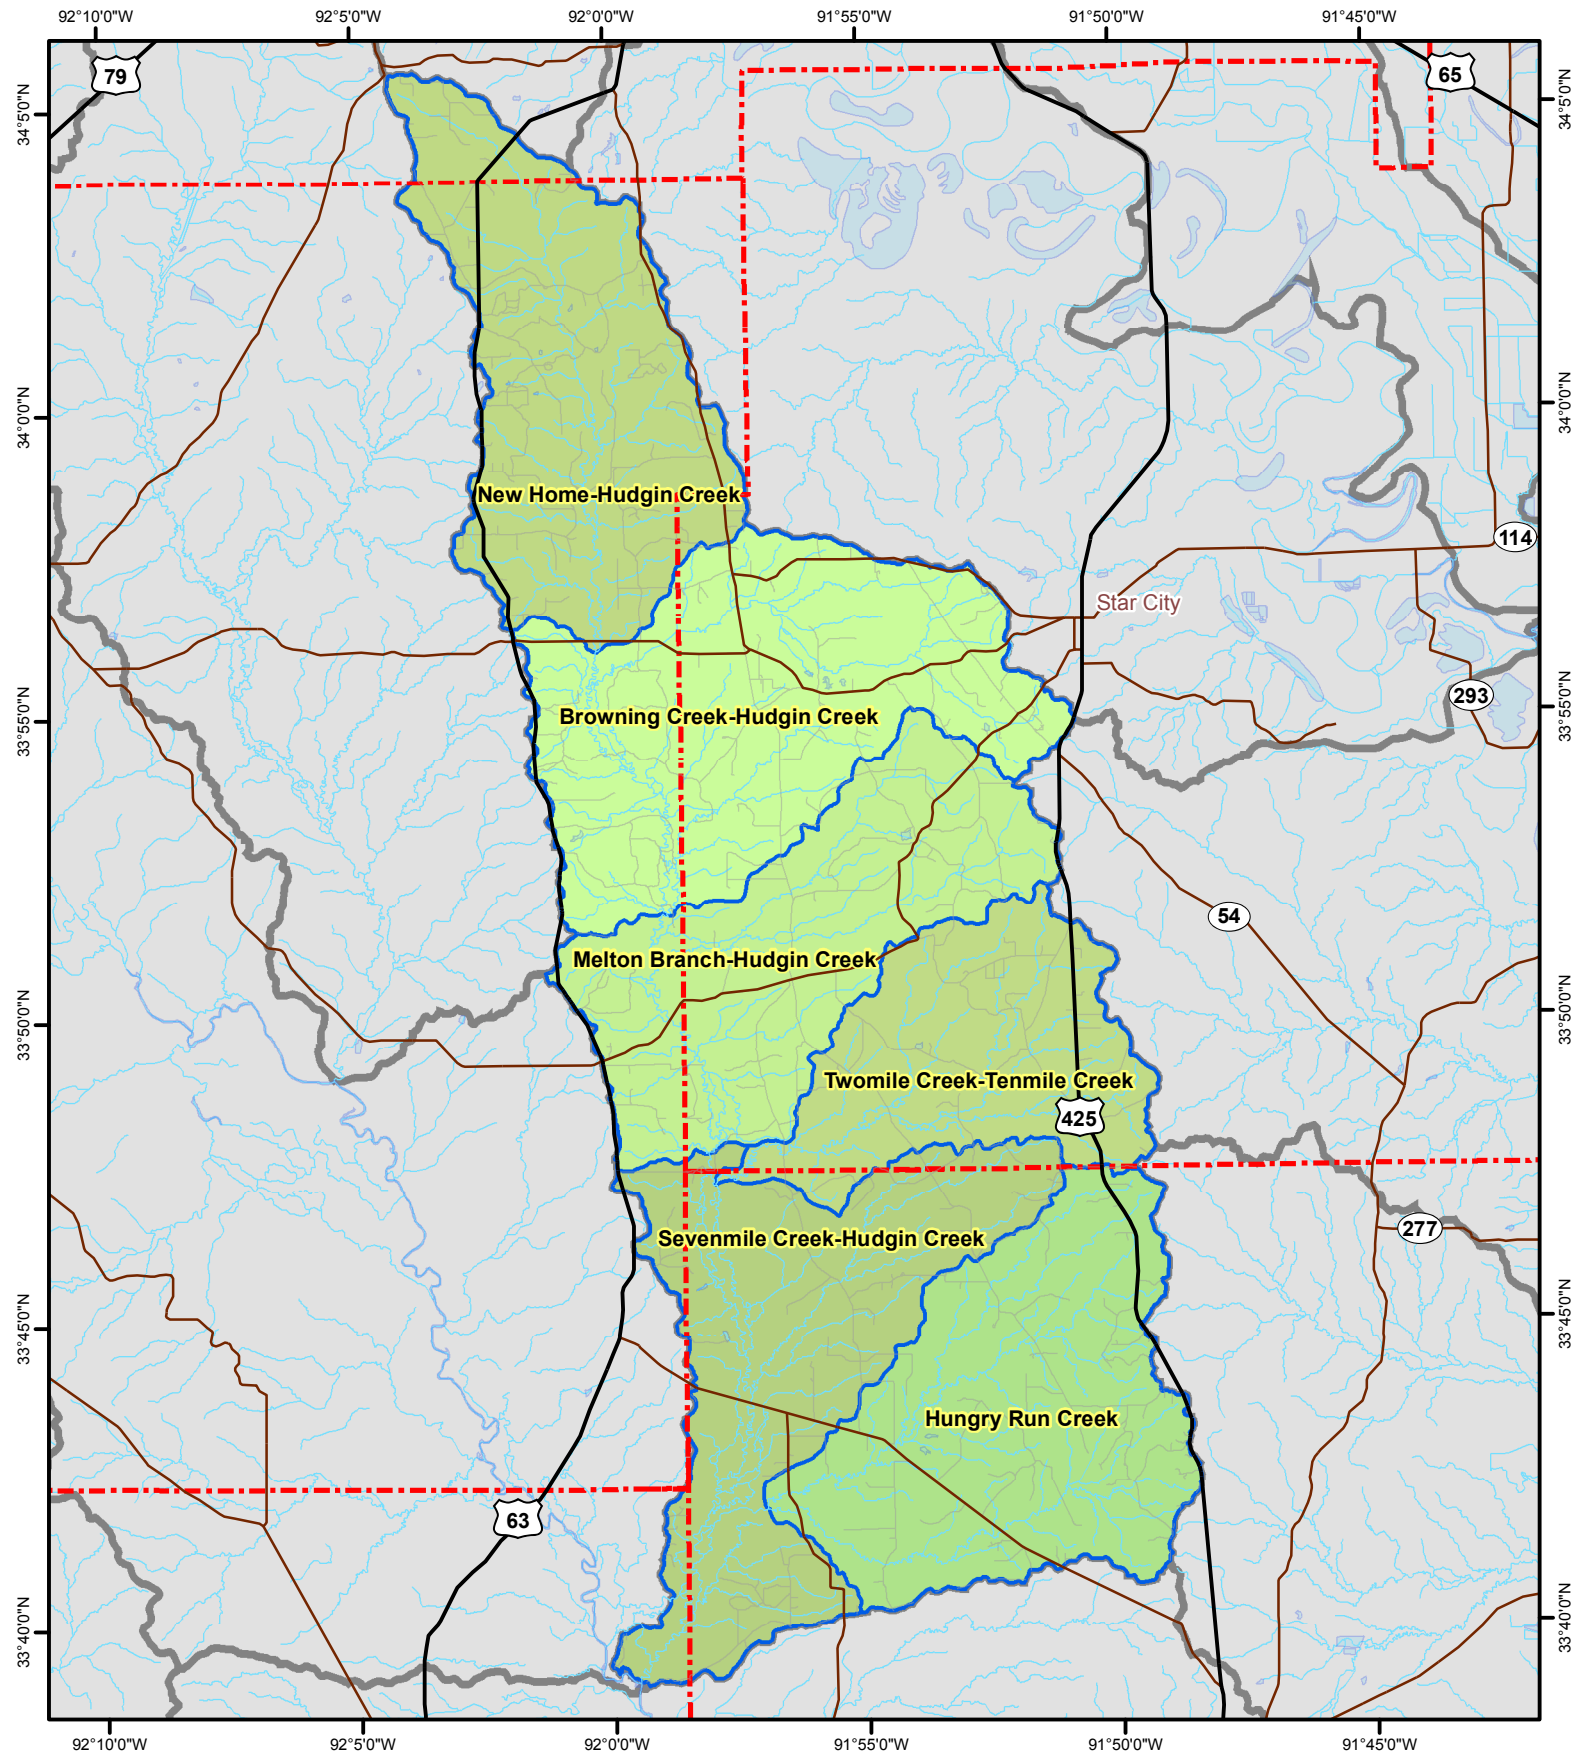 92°10'0"W 92°5'0"W 92°0'0"W 91°55'0"W 91°50'0"W 91°45'0"W
79
65
34°5'0"N
34°5'0"N
34°0'0"N
34°0'0"N
New Home-Hudgin Creek
114
Star City
293
33°55'0"N
33°55'0"N
Browning Creek-Hudgin Creek
54
Melton Branch-Hudgin Creek
33°50'0"N
33°50'0"N
Twomile Creek-Tenmile Creek
425
277
Sevenmile Creek-Hudgin Creek
33°45'0"N
33°45'0"N
Hungry Run Creek
63
33°40'0"N
33°40'0"N
92°10'0"W 92°5'0"W 92°0'0"W 91°55'0"W 91°50'0"W 91°45'0"W